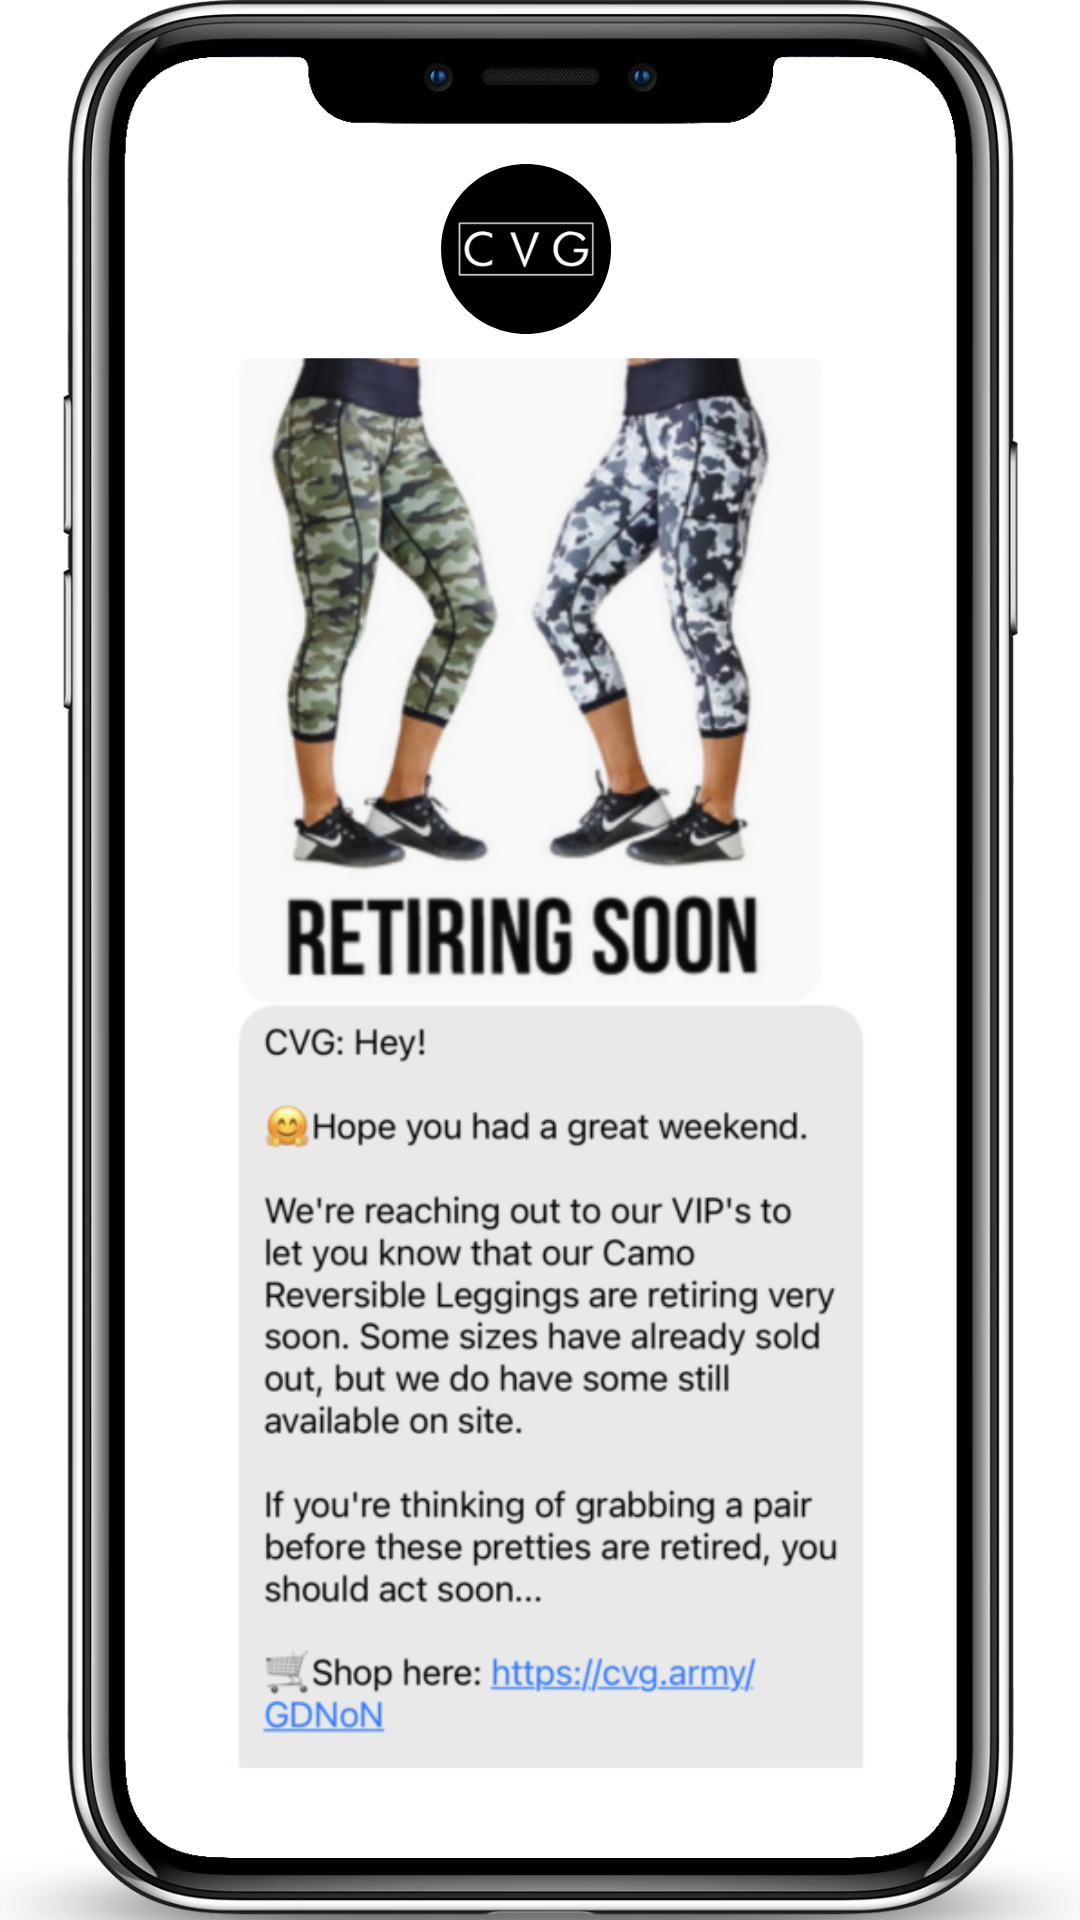 CVG
RETIRING SOON
CVG: Hey!
🤗Hope you had a great weekend.
We're reaching out to our VIP's to
let you know that our Camo
Reversible Leggings are retiring very
soon. Some sizes have already sold
out, but we do have some still
available on site.
If you're thinking of grabbing a pair
before these pretties are retired, you
should act soon...
🛒Shop here: https://cvg.army/
GDNoN